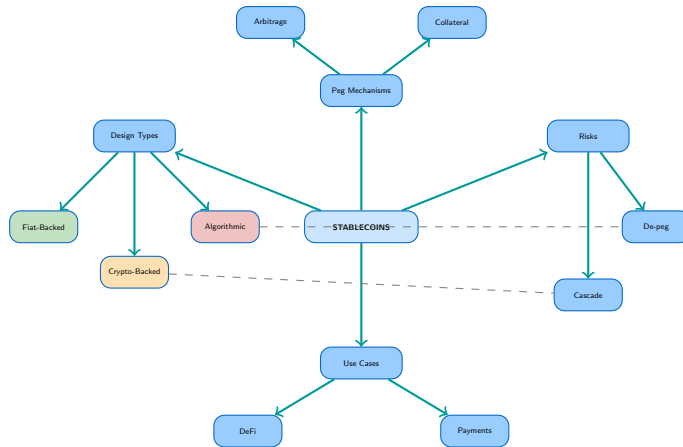 Arbitrage
Collateral
Peg Mechanisms
Design Types
Risks
Fiat-Backed
Algorithmic
STABLECOINS
De-peg
Crypto-Backed
Cascade
Use Cases
DeFi
Payments